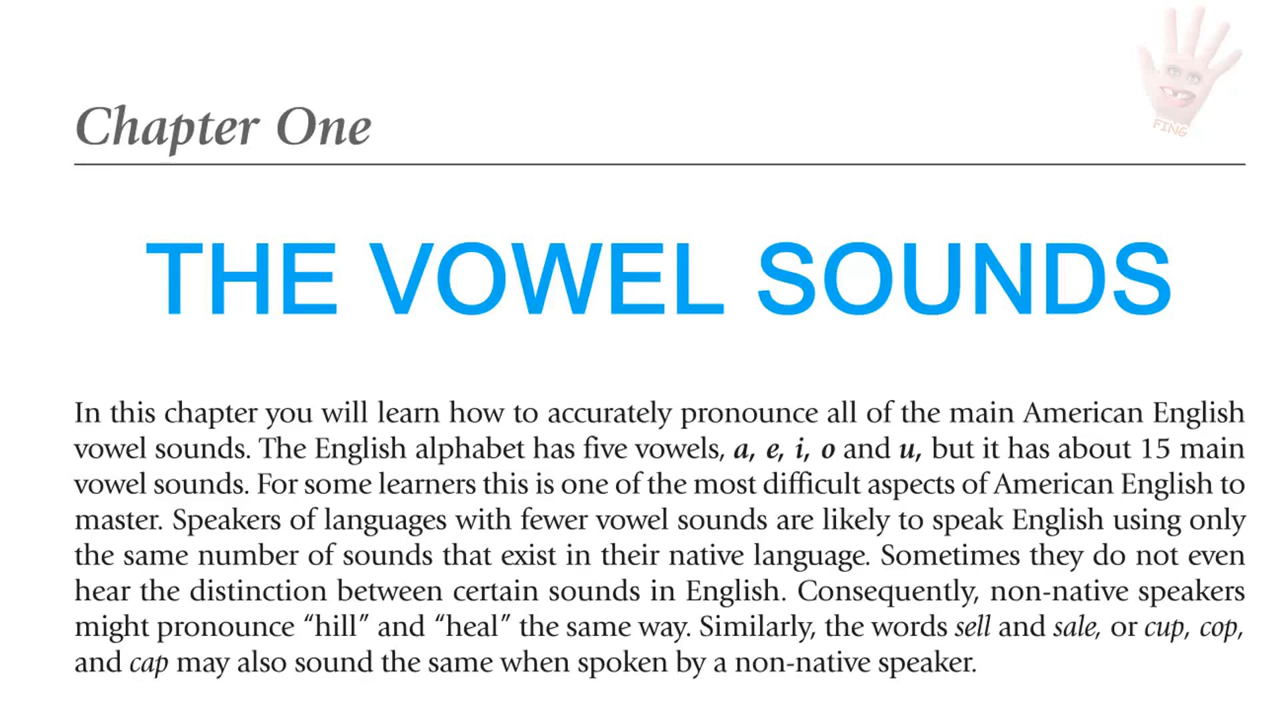 FING
Chapter One
THE VOWEL SOUNDS
In this chapter you will learn how to accurately pronounce all of the main American English
vowel sounds. The English alphabet has five vowels, a, e, i, o and u, but it has about 15 main
vowel sounds. For some learners this is one of the most difficult aspects of American English to
master. Speakers of languages with fewer vowel sounds are likely to speak English using only
the same number of sounds that exist in their native language. Sometimes they do not even
hear the distinction between certain sounds in English. Consequently, non-native speakers
might pronounce “hill” and “heal” the same way. Similarly, the words sell and sale, or cup, cop,
and cap may also sound the same when spoken by a non-native speaker.